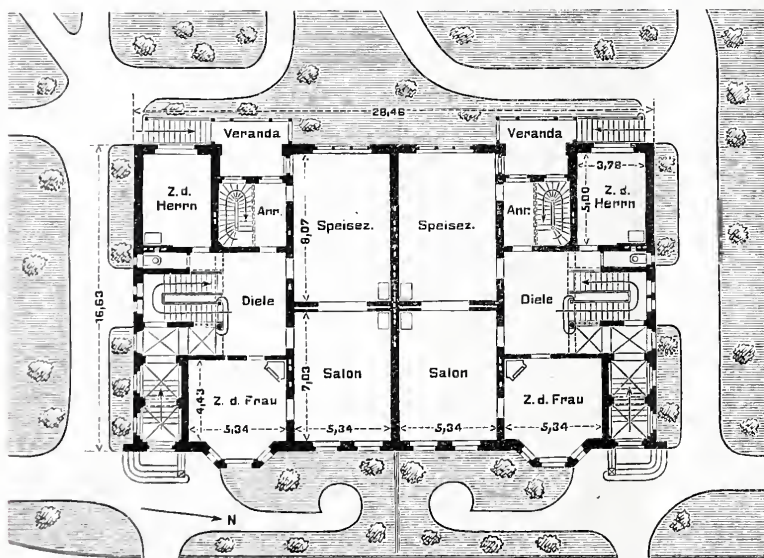 28,46
Veranda
Veranda
3,78
Z. d.
Herrn
Anr.
Speisez.
Speisez.
Anr.
5,00
Z. d.
Herrn
8,07
16,63
Diele
Diele
7,03
Salon
Salon
4,43
Z. d. Frau
Z. d. Frau
5,34
5,34
5,34
5,34
N